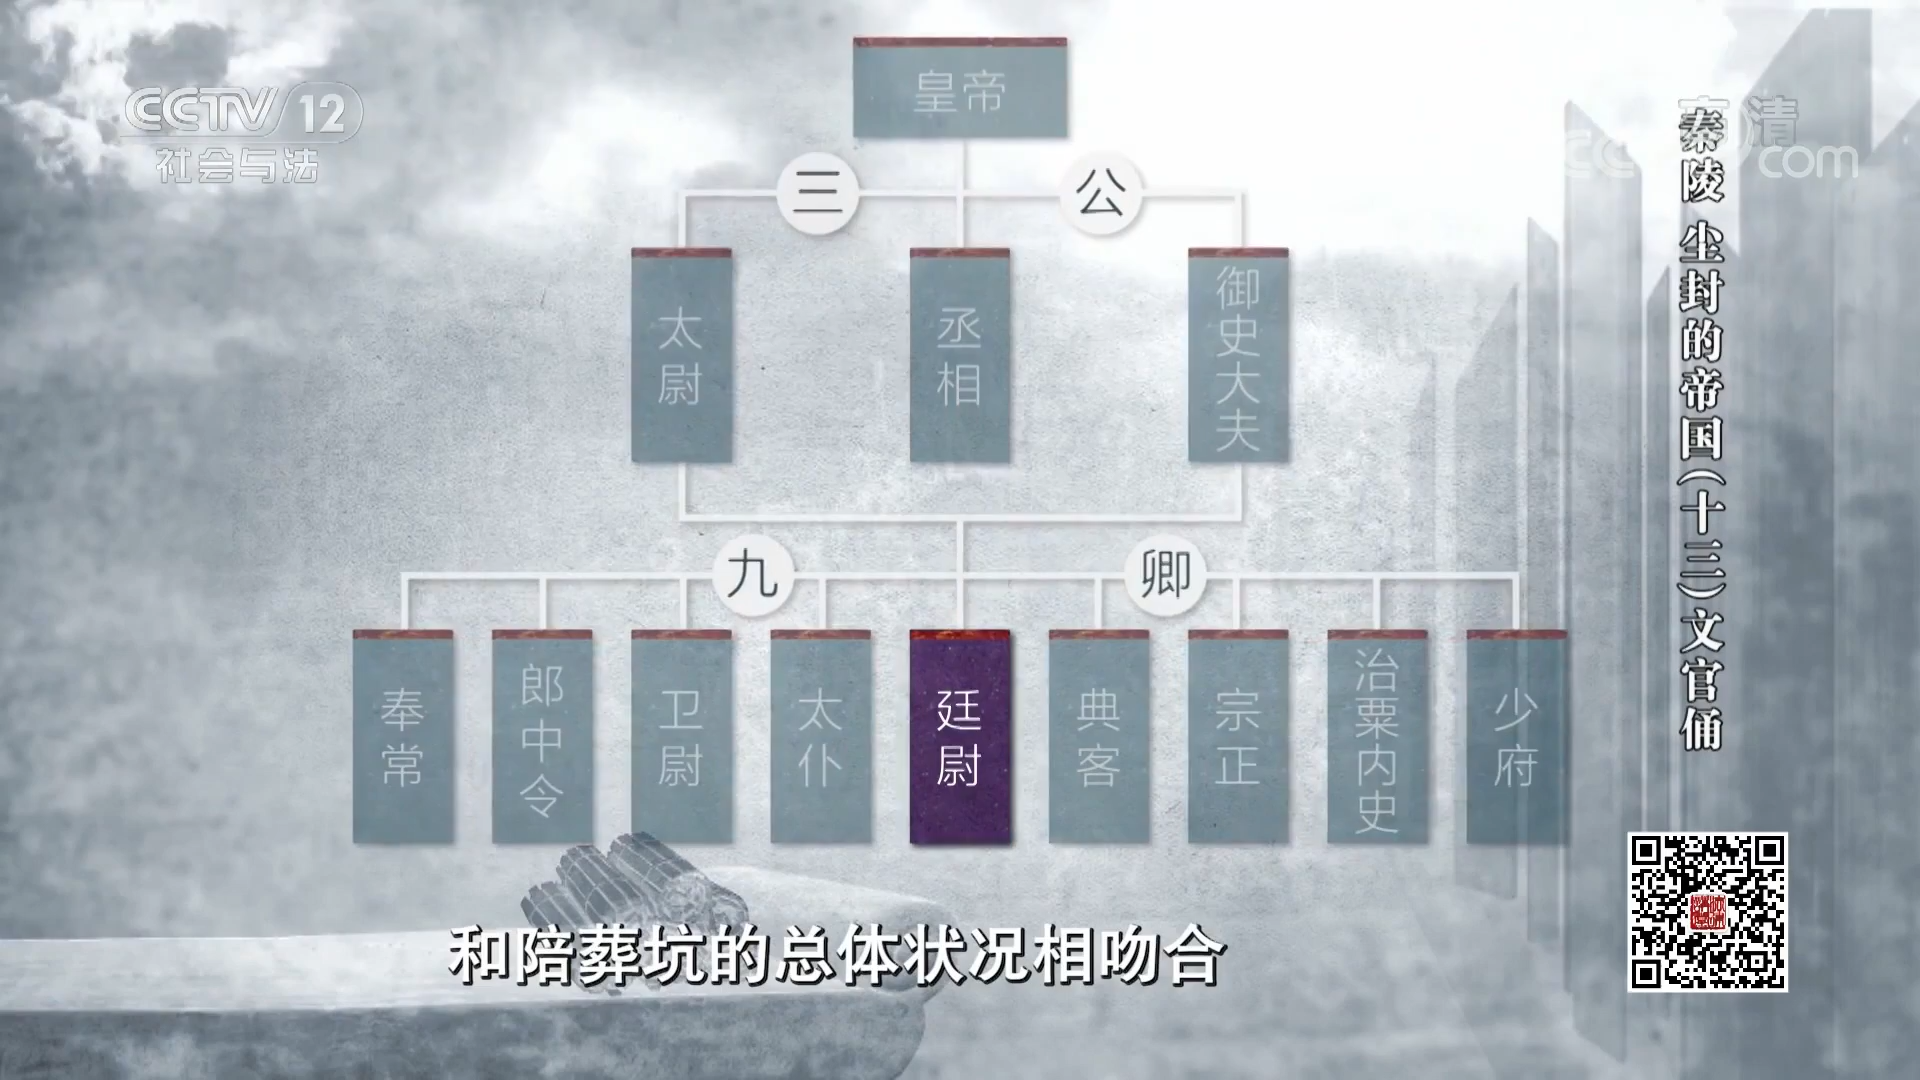 皇帝
CCTV 12
社会与法
高清
com
三
公
太尉
丞相
御史大夫
九
卿
奉常
郎中令
卫尉
太仆
廷尉
典客
宗正
治粟内史
少府
秦陵 尘封的帝国(十三)文官俑
和陪葬坑的总体状况相吻合